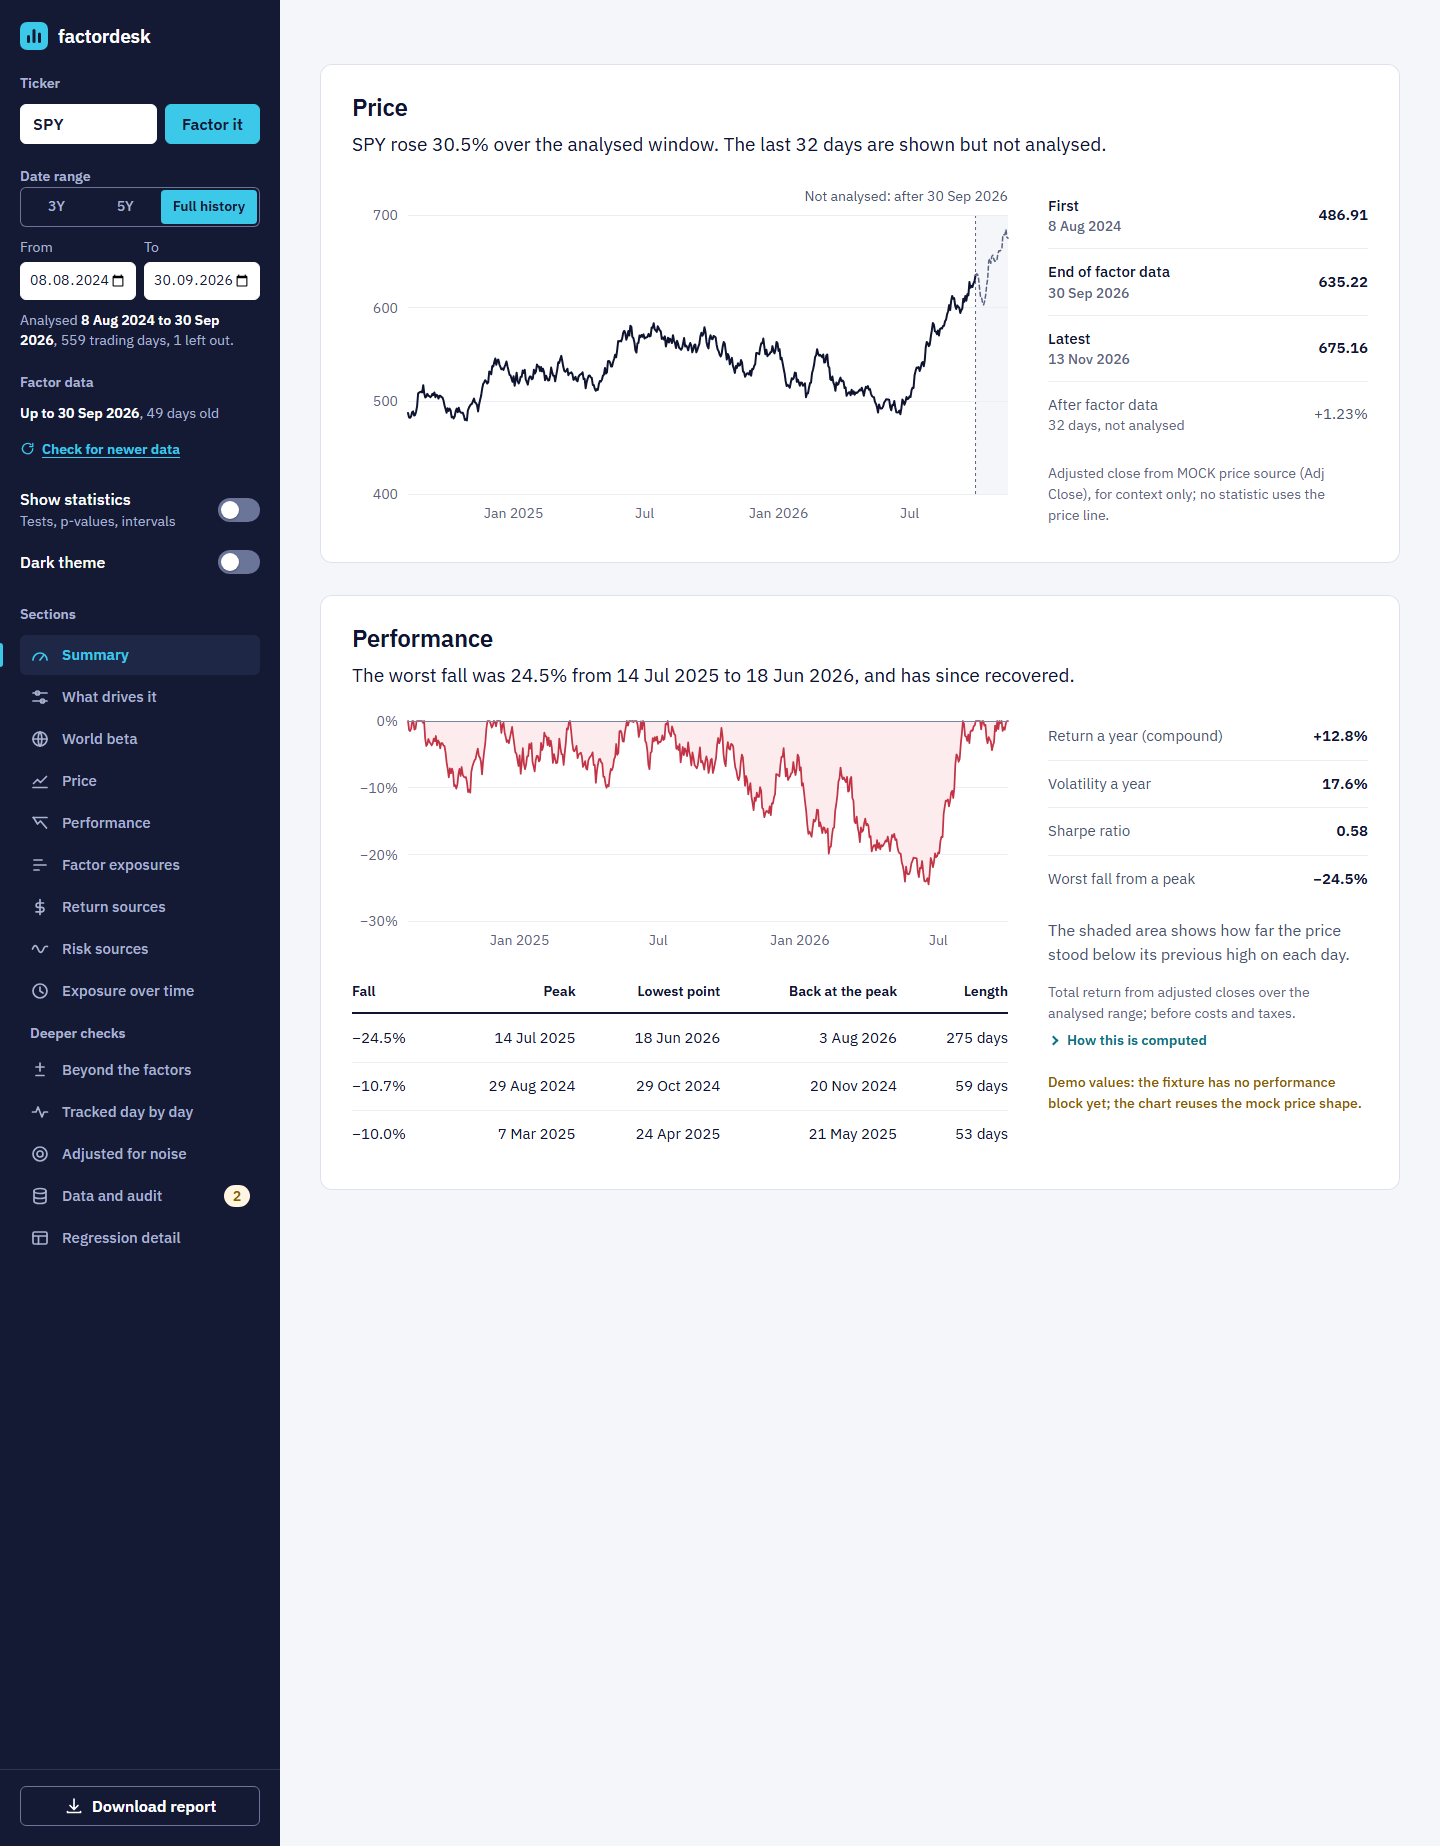 factordesk
Ticker
SPY
Factor it
Date range
3Y 5Y Full history
From To
08.08.2024 30.09.2026
Analysed 8 Aug 2024 to 30 Sep
2026, 559 trading days, 1 left out.
Factor data
Up to 30 Sep 2026, 49 days old
Check for newer data
Show statistics
Tests, p-values, intervals
Dark theme
Sections
Summary
What drives it
World beta
Price
Performance
Factor exposures
Return sources
Risk sources
Exposure over time
Deeper checks
Beyond the factors
Tracked day by day
Adjusted for noise
Data and audit 2
Regression detail
Download report
Price
SPY rose 30.5% over the analysed window. The last 32 days are shown but not analysed.
Not analysed: after 30 Sep 2026
700
600
500
400
Jan 2025 Jul Jan 2026 Jul
First 486.91
8 Aug 2024
End of factor data 635.22
30 Sep 2026
Latest 675.16
13 Nov 2026
After factor data +1.23%
32 days, not analysed
Adjusted close from MOCK price source (Adj
Close), for context only; no statistic uses the
price line.
Performance
The worst fall was 24.5% from 14 Jul 2025 to 18 Jun 2026, and has since recovered.
0%
−10%
−20%
−30%
Jan 2025 Jul Jan 2026 Jul
Fall Peak Lowest point Back at the peak Length
−24.5% 14 Jul 2025 18 Jun 2026 3 Aug 2026 275 days
−10.7% 29 Aug 2024 29 Oct 2024 20 Nov 2024 59 days
−10.0% 7 Mar 2025 24 Apr 2025 21 May 2025 53 days
Return a year (compound) +12.8%
Volatility a year 17.6%
Sharpe ratio 0.58
Worst fall from a peak −24.5%
The shaded area shows how far the price
stood below its previous high on each day.
Total return from adjusted closes over the
analysed range; before costs and taxes.
How this is computed
Demo values: the fixture has no performance
block yet; the chart reuses the mock price shape.